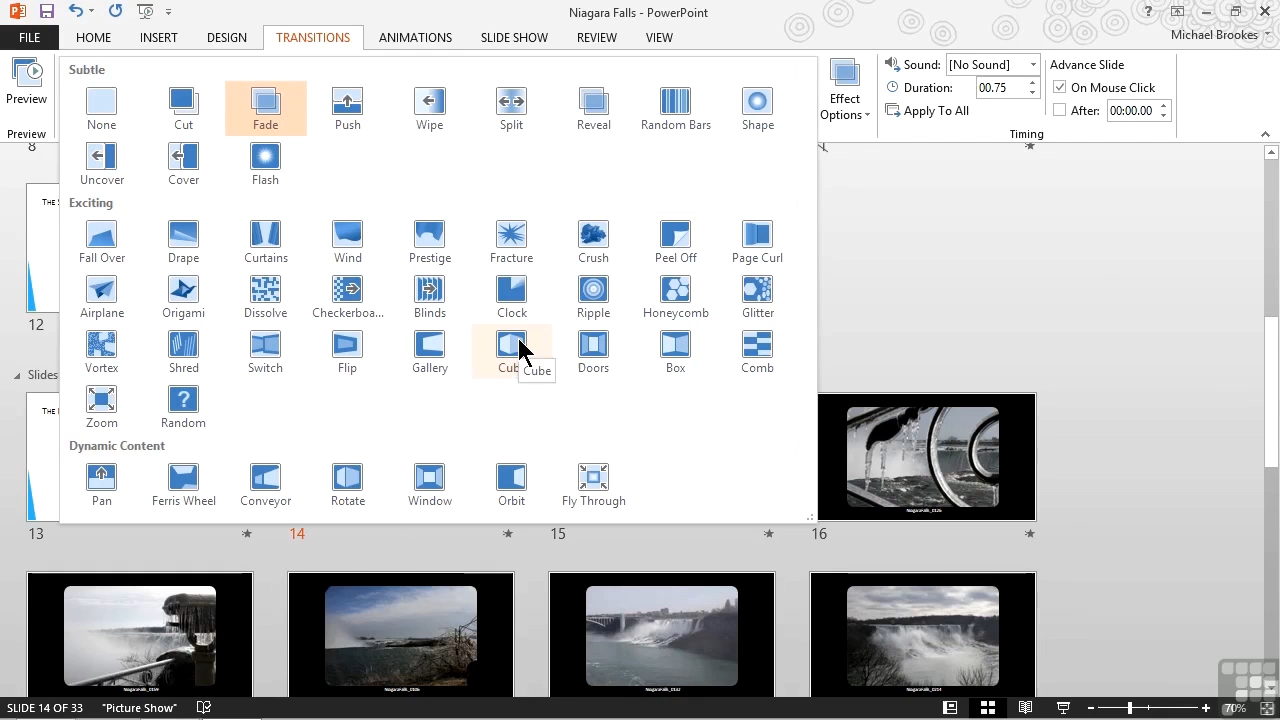 Niagara Falls - PowerPoint
FILE HOME INSERT DESIGN TRANSITIONS ANIMATIONS SLIDE SHOW REVIEW VIEW Michael Brookes
Preview
Preview
Subtle
None Cut Fade Push Wipe Split Reveal Random Bars Shape
Uncover Cover Flash
Exciting
Fall Over Drape Curtains Wind Prestige Fracture Crush Peel Off Page Curl
Airplane Origami Dissolve Checkerboa... Blinds Clock Ripple Honeycomb Glitter
Vortex Shred Switch Flip Gallery Cub Doors Box Comb
Cube
Zoom Random
Dynamic Content
Pan Ferris Wheel Conveyor Rotate Window Orbit Fly Through
Effect
Options
Sound: [No Sound]
Duration: 00.75
Apply To All
Advance Slide
On Mouse Click
After: 00:00.00
Timing
8
The S
12
Slides
13 14 15 16
SLIDE 14 OF 33 "Picture Show" 70%